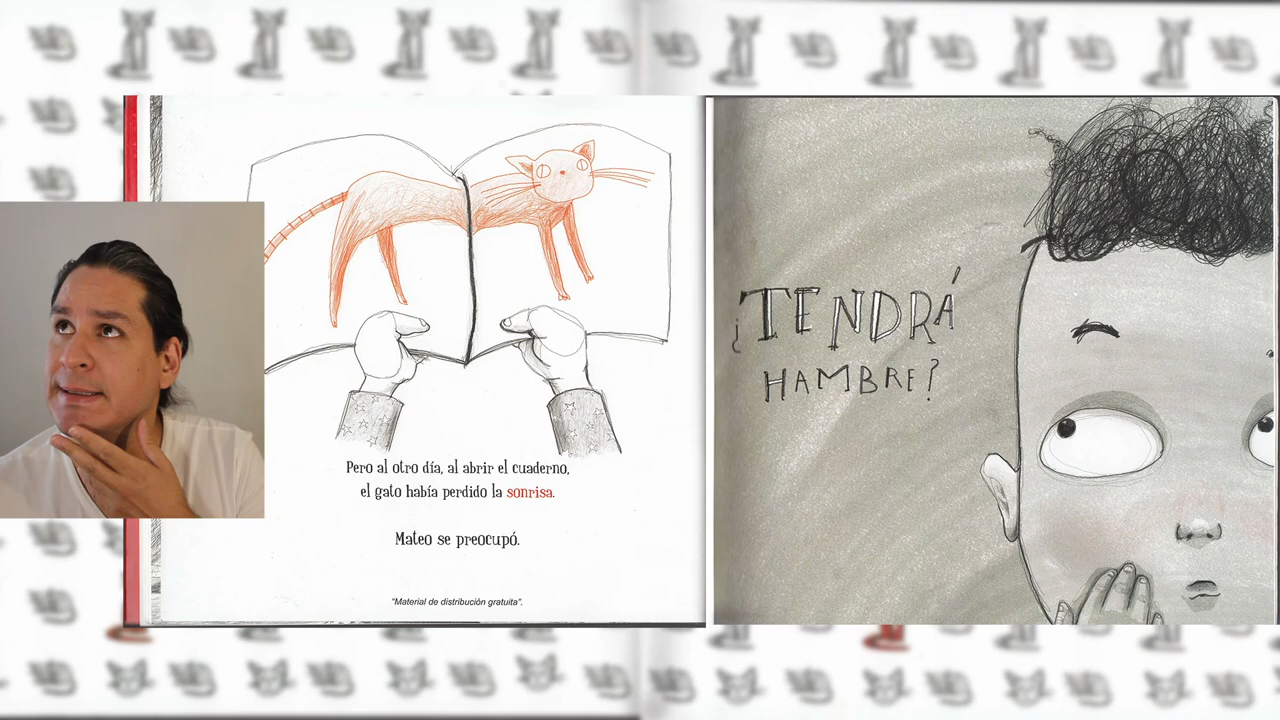 Pero al otro día, al abrir el cuaderno,
el gato había perdido la sonrisa.
Mateo se preocupó.
"Material de distribución gratuita".
¿TENDRÁ
HAMBRE?